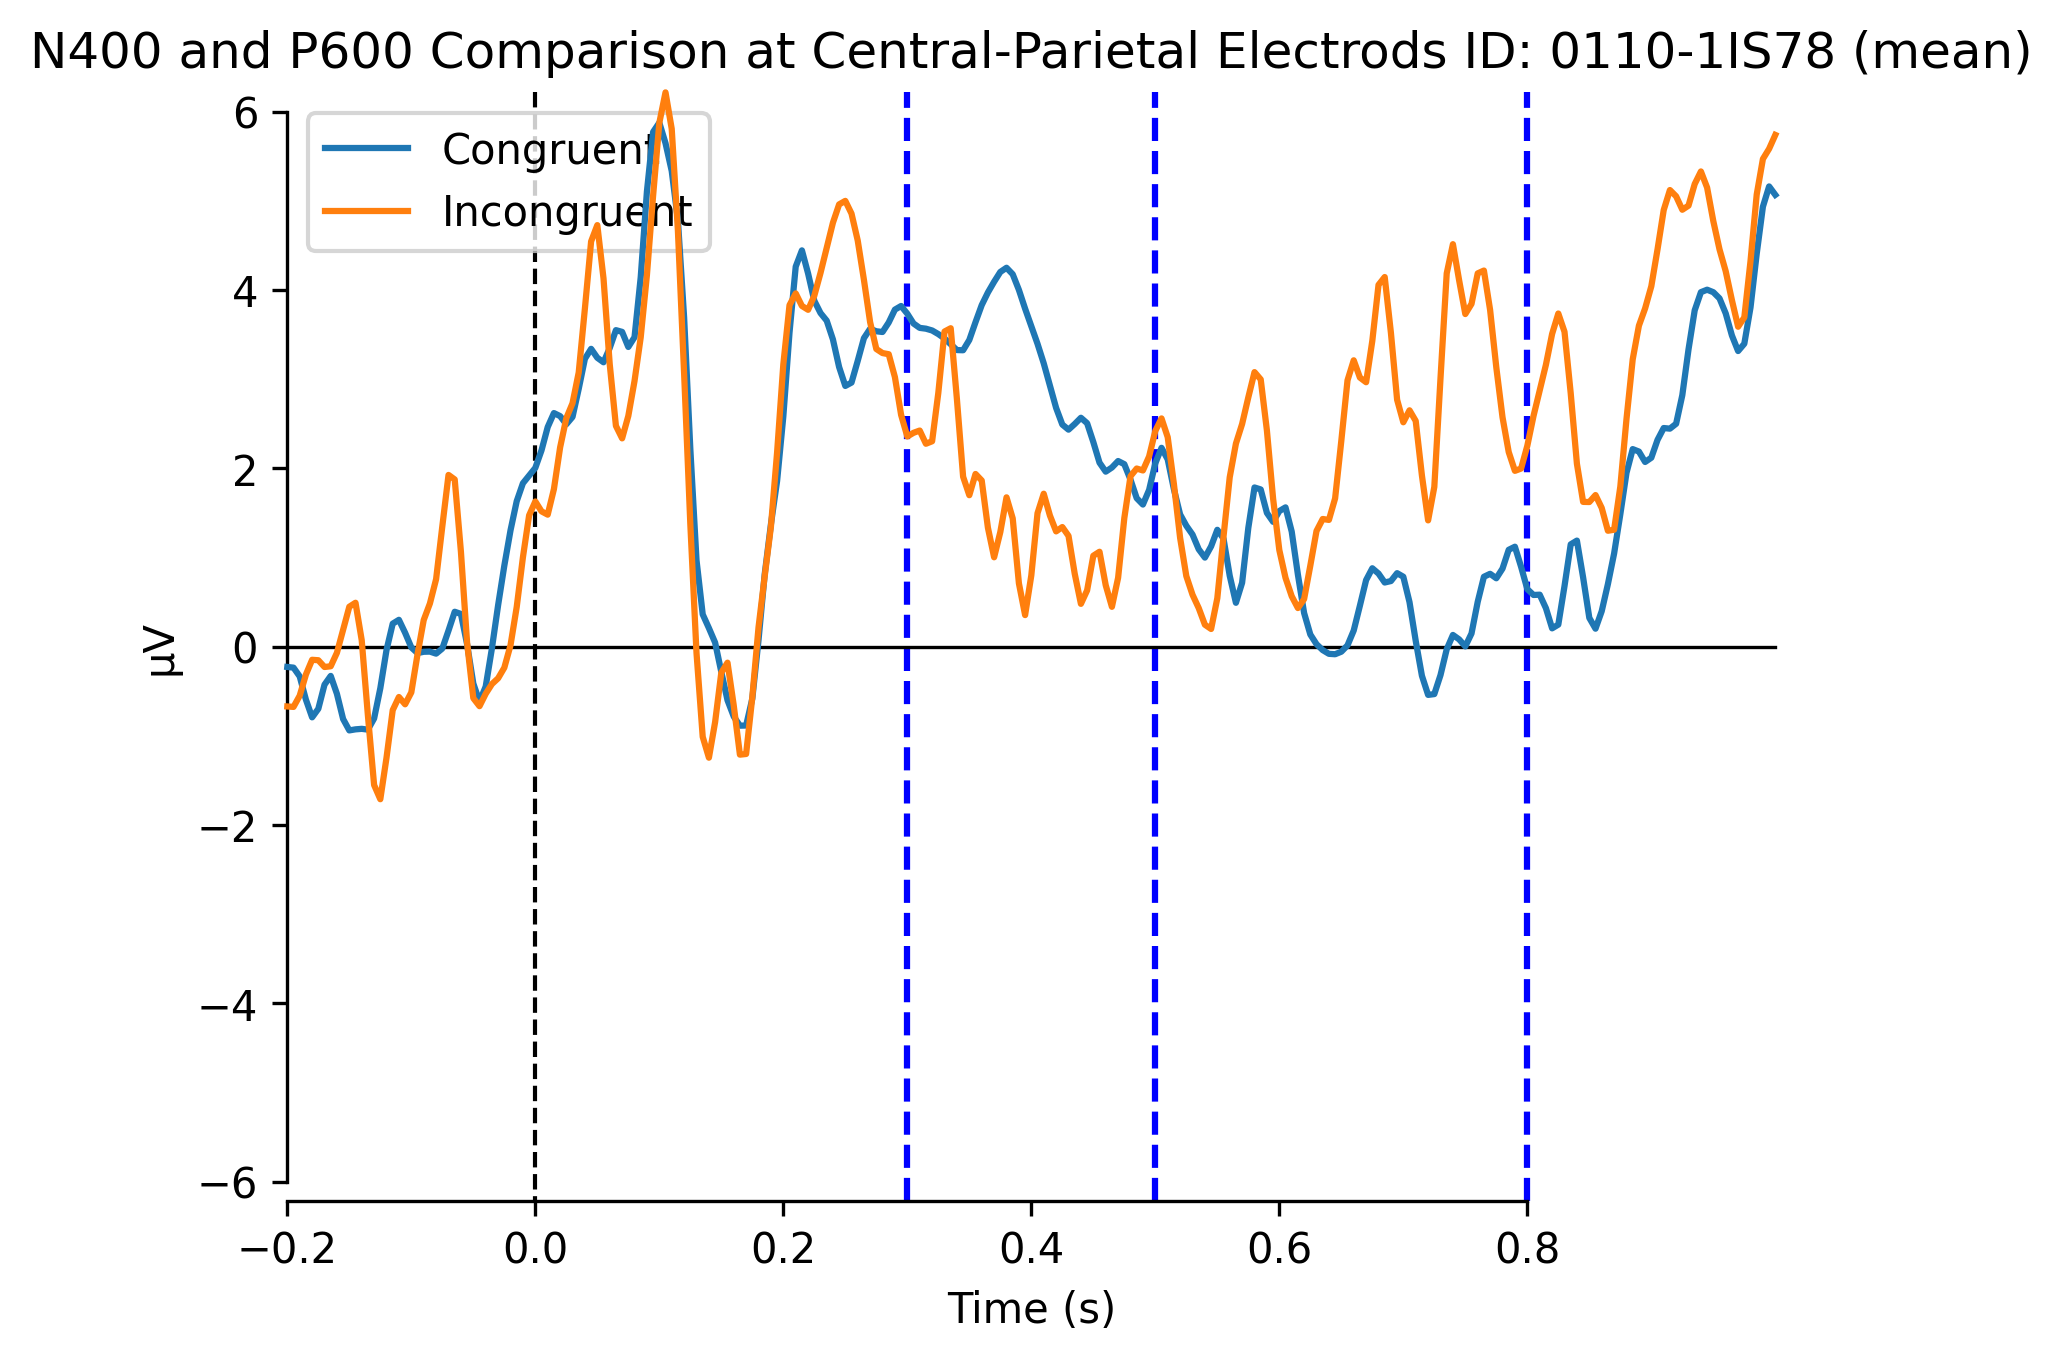 N400 and P600 Comparison at Central-Parietal Electrods ID: 0110-1IS78 (mean)
6
Congruent
Incongruent
4
2
0
−2
−4
−6
µV
−0.2 0.0 0.2 0.4 0.6 0.8
Time (s)